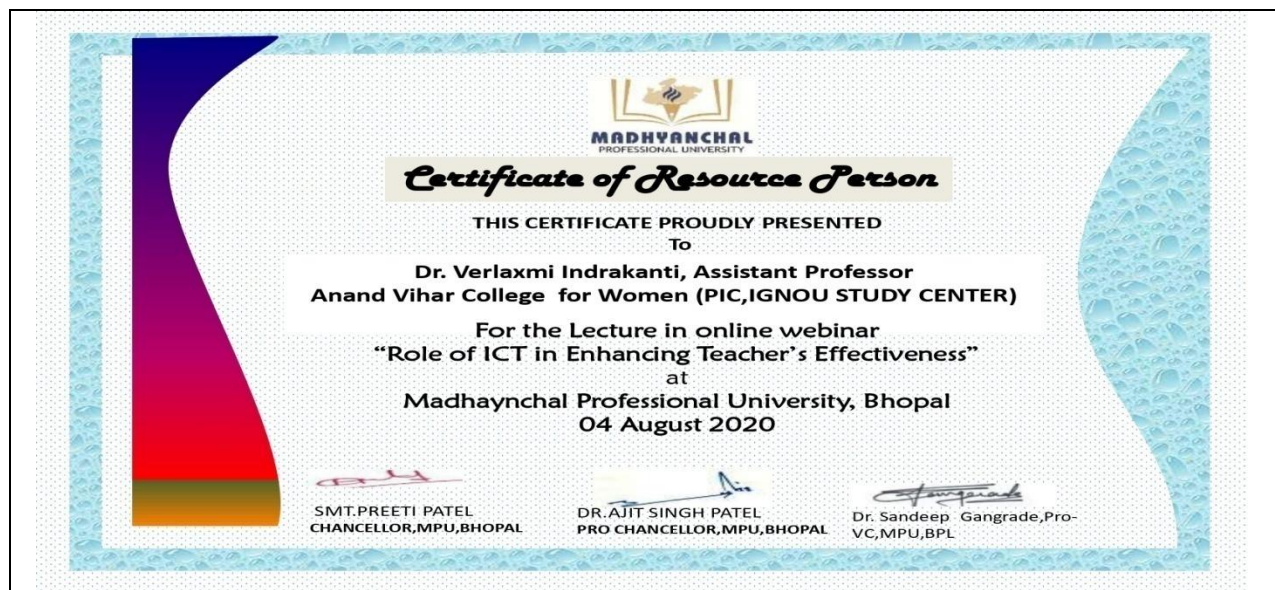 MADHYANCHAL
PROFESSIONAL UNIVERSITY
Certificate of Resource Person
THIS CERTIFICATE PROUDLY PRESENTED
To
Dr. Verlaxmi Indrakanti, Assistant Professor
Anand Vihar College for Women (PIC,IGNOU STUDY CENTER)
For the Lecture in online webinar
“Role of ICT in Enhancing Teacher’s Effectiveness”
at
Madhaynchal Professional University, Bhopal
04 August 2020
SMT.PREETI PATEL
CHANCELLOR,MPU,BHOPAL
DR.AJIT SINGH PATEL
PRO CHANCELLOR,MPU,BHOPAL
Dr. Sandeep Gangrade,Pro-
VC,MPU,BPL